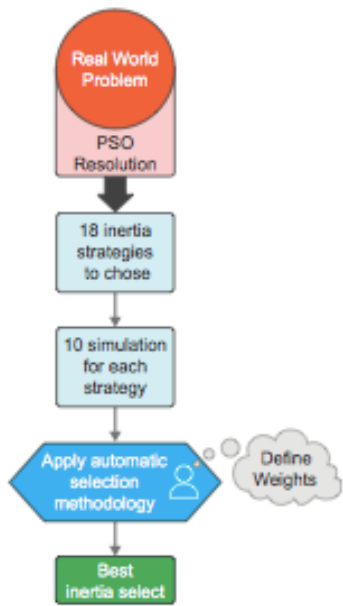 Real World
Problem
PSO
Resolution
18 inertia
strategies
to chose
10 simulation
for each
strategy
Apply automatic
selection
methodology
Define
Weights
Best
inertia select